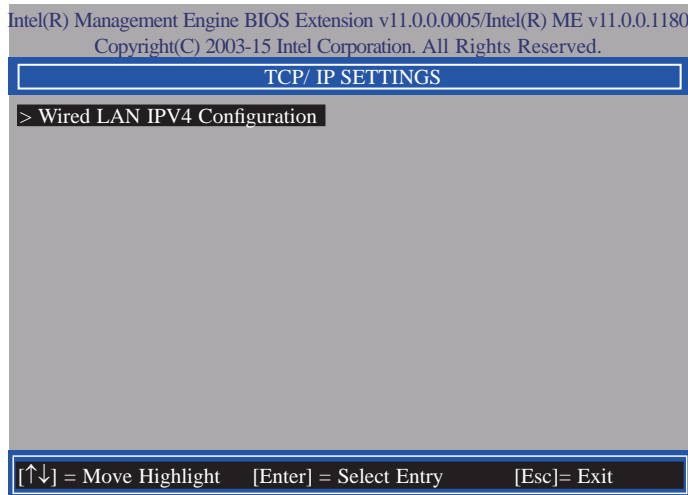 Intel(R) Management Engine BIOS Extension v11.0.0.0005/Intel(R) ME v11.0.0.1180
Copyright(C) 2003-15 Intel Corporation. All Rights Reserved.
TCP/ IP SETTINGS
> Wired LAN IPV4 Configuration
[↑↓] = Move Highlight [Enter] = Select Entry [Esc]= Exit